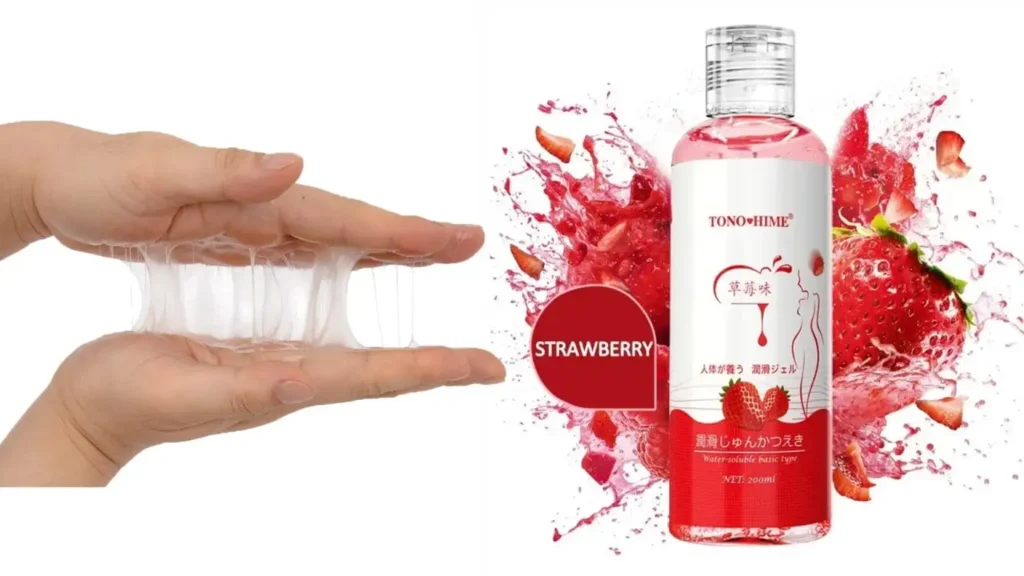 STRAWBERRY
TONO♥HIME®
草莓味
人体が養う 潤滑ジェル
潤滑じゅんかつえき
Water-soluble basic type
NET: 200ml